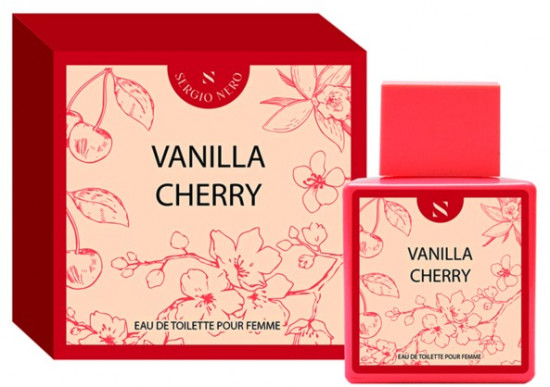 SERGIO NERO
VANILLA
CHERRY
EAU DE TOILETTE POUR FEMME
N
VANILLA
CHERRY
EAU DE TOILETTE POUR FEMME